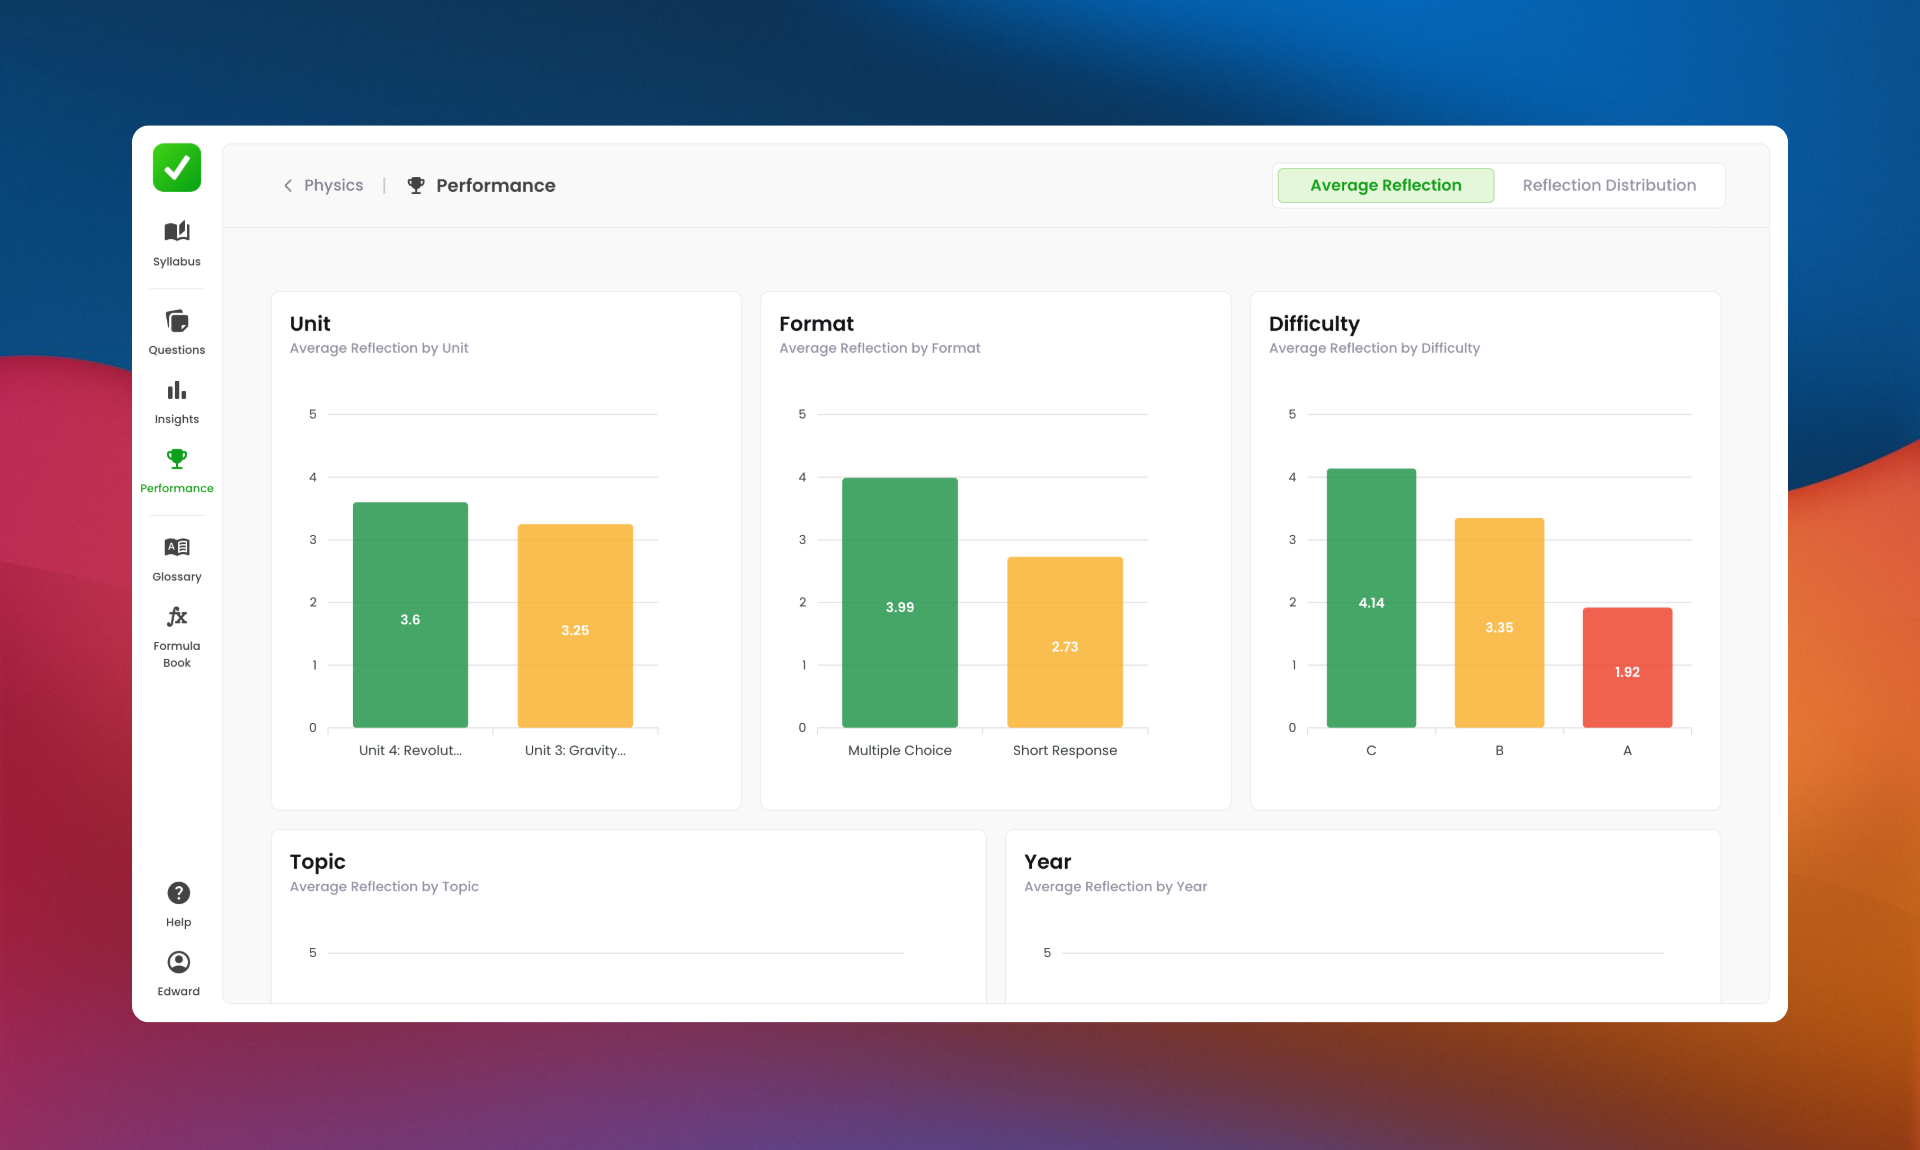 Syllabus
Questions
Insights
Performance
Glossary
Formula
Book
Help
Edward
Physics | Performance
Average Reflection
Reflection Distribution
Unit
Average Reflection by Unit
5
4
3
2
1
0
3.6
3.25
Unit 4: Revolut...
Unit 3: Gravity...
Format
Average Reflection by Format
5
4
3
2
1
0
3.99
2.73
Multiple Choice
Short Response
Difficulty
Average Reflection by Difficulty
5
4
3
2
1
0
4.14
3.35
1.92
C
B
A
Topic
Average Reflection by Topic
5
Year
Average Reflection by Year
5